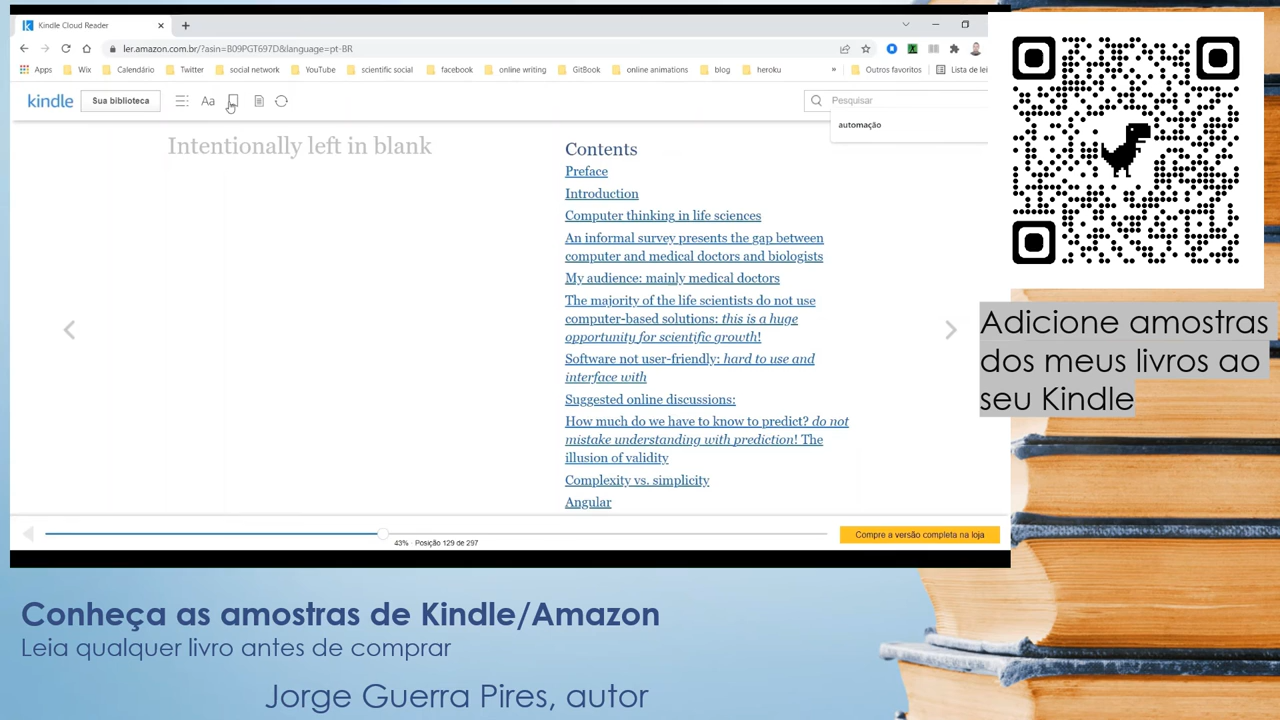 Kindle Cloud Reader
ler.amazon.com.br/?asin=B09PGT697D&language=pt-BR
Apps Wix Calendário Twitter social network YouTube scientific social facebook online writing GitBook online animations blog heroku » Outros favoritos Lista de lei
kindle Sua biblioteca Aa Pesquisar
automação
Intentionally left in blank
Contents
Preface
Introduction
Computer thinking in life sciences
An informal survey presents the gap between
computer and medical doctors and biologists
My audience: mainly medical doctors
The majority of the life scientists do not use
computer-based solutions: this is a huge
opportunity for scientific growth!
Software not user-friendly: hard to use and
interface with
Suggested online discussions:
How much do we have to know to predict? do not
mistake understanding with prediction! The
illusion of validity
Complexity vs. simplicity
Angular
43% · Posição 129 de 297
Compre a versão completa na loja
Adicione amostras
dos meus livros ao
seu Kindle
Conheça as amostras de Kindle/Amazon
Leia qualquer livro antes de comprar
Jorge Guerra Pires, autor